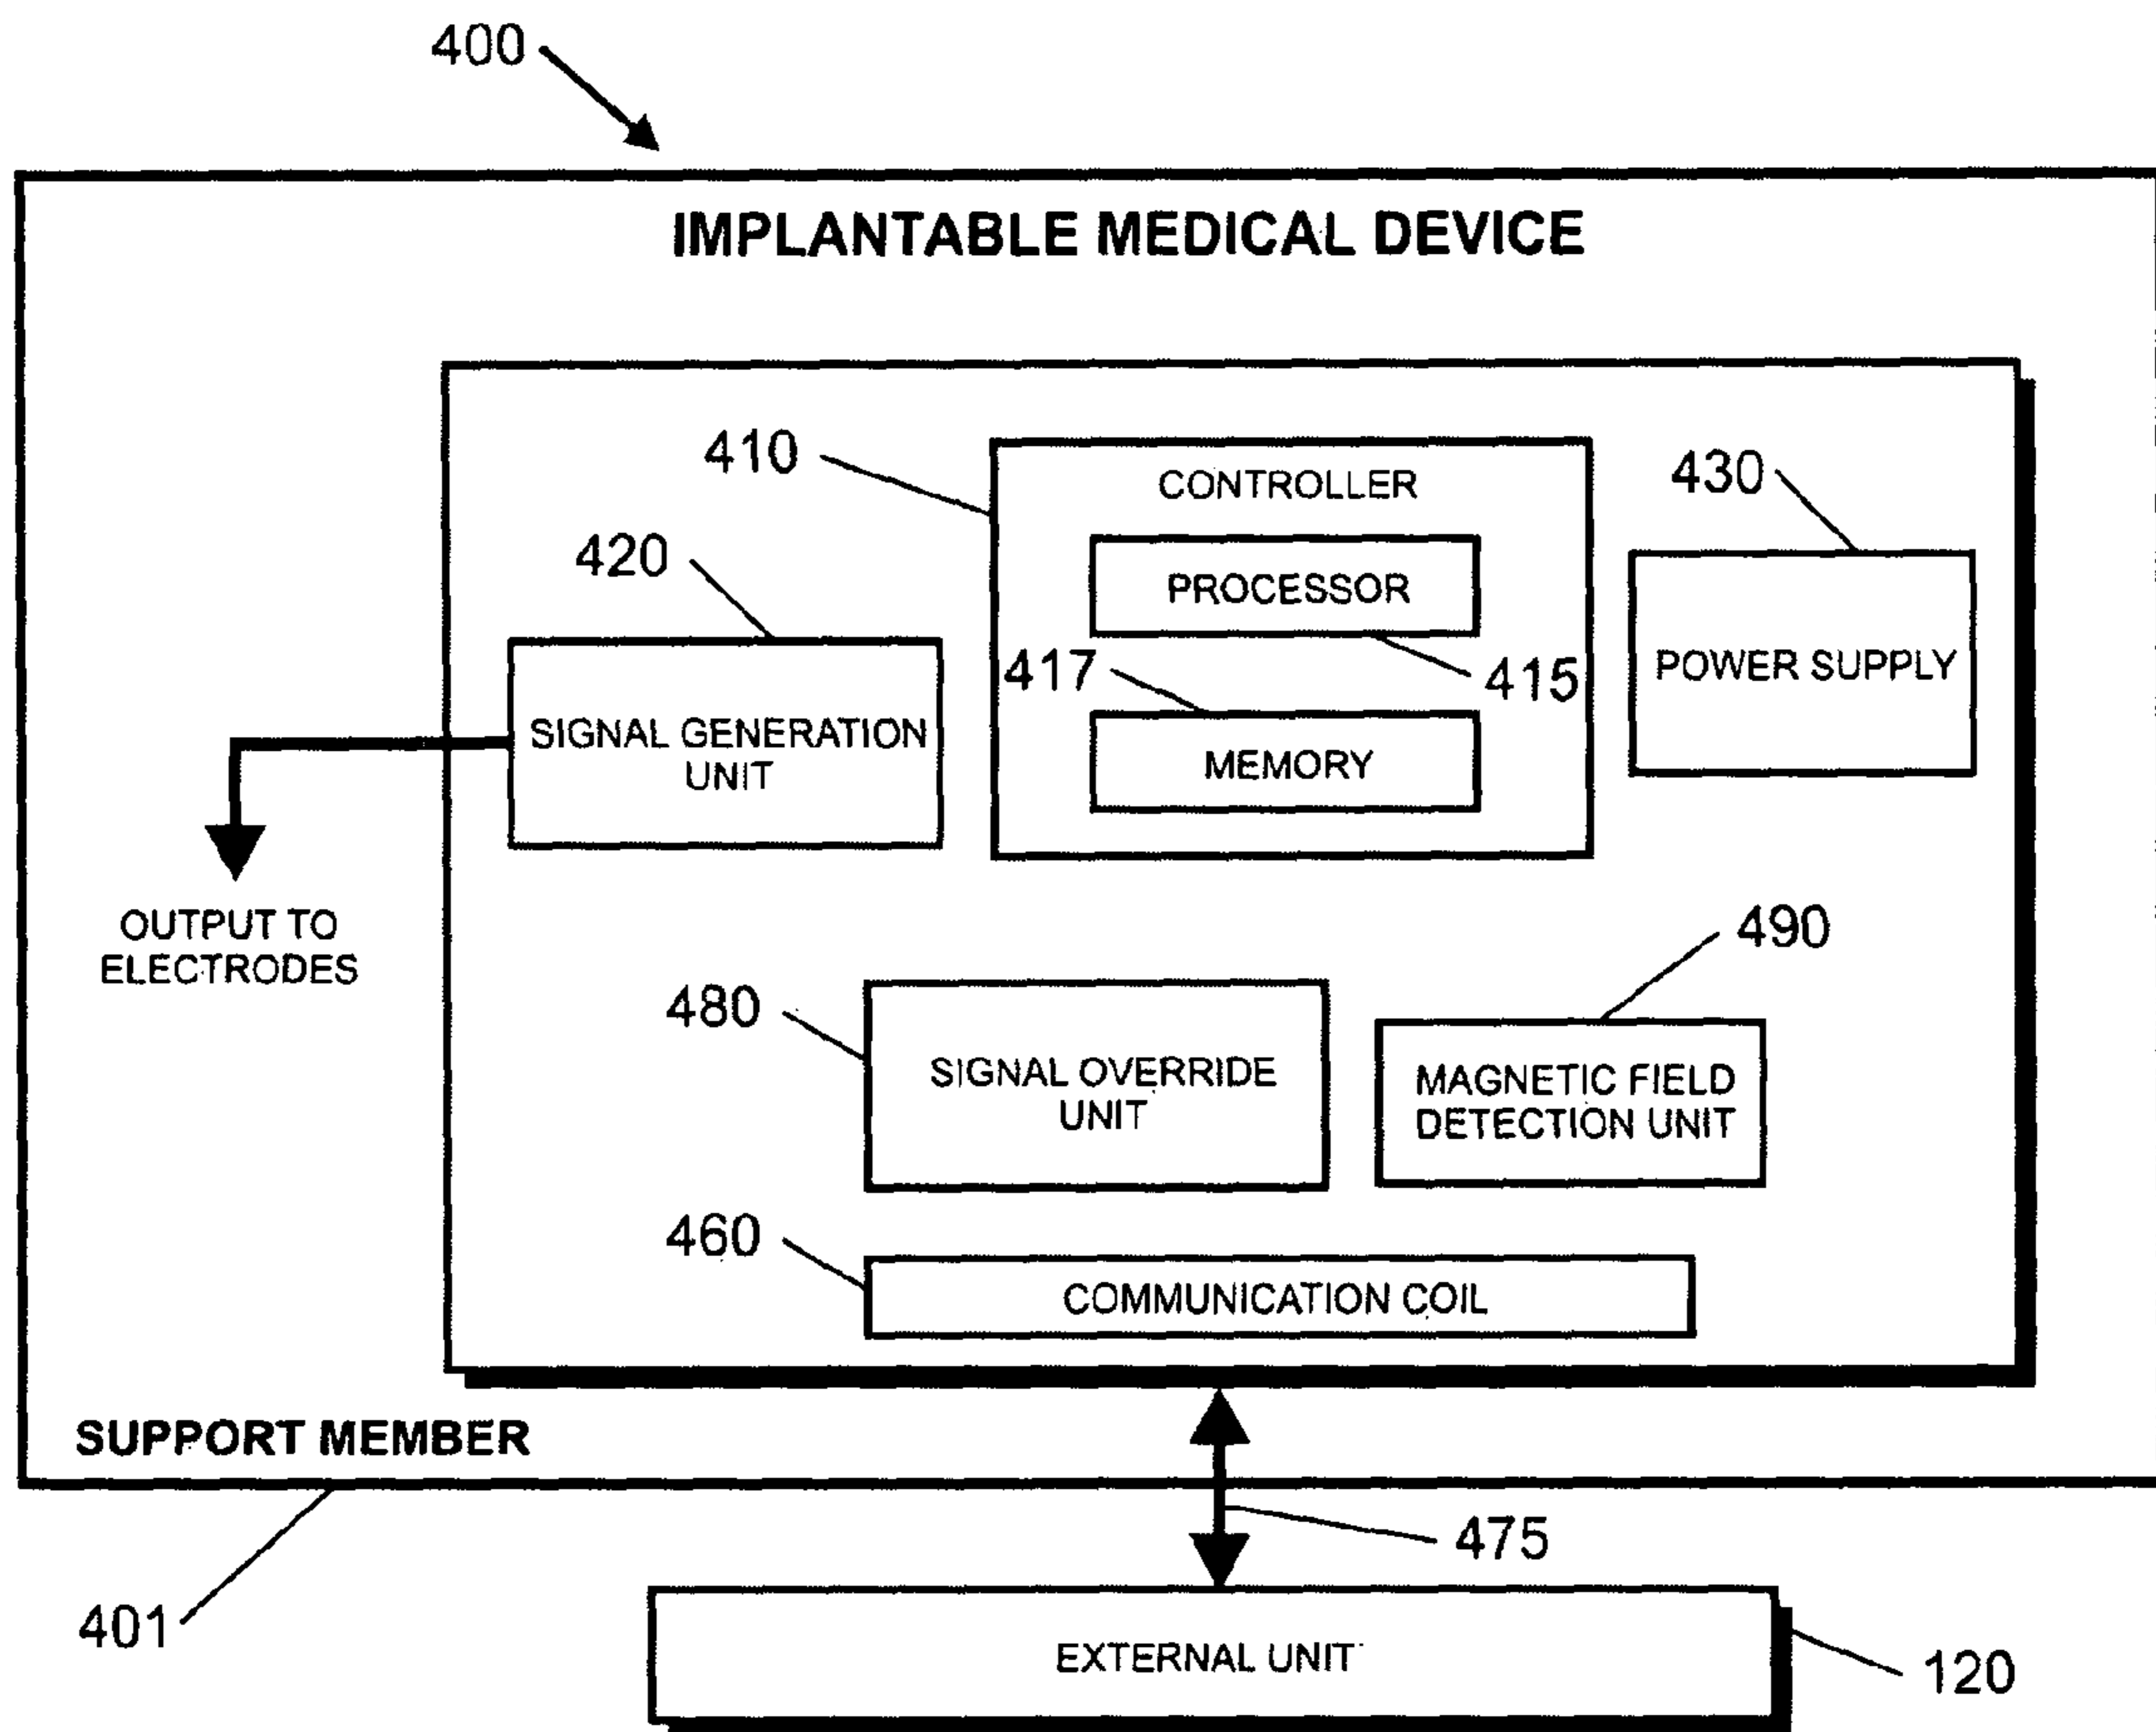 400
IMPLANTABLE MEDICAL DEVICE
410
CONTROLLER
430
420
PROCESSOR
417
415
POWER SUPPLY
SIGNAL GENERATION
UNIT
MEMORY
OUTPUT TO
ELECTRODES
490
480
SIGNAL OVERRIDE
UNIT
MAGNETIC FIELD
DETECTION UNIT
460
COMMUNICATION COIL
SUPPORT MEMBER
475
401
EXTERNAL UNIT
120